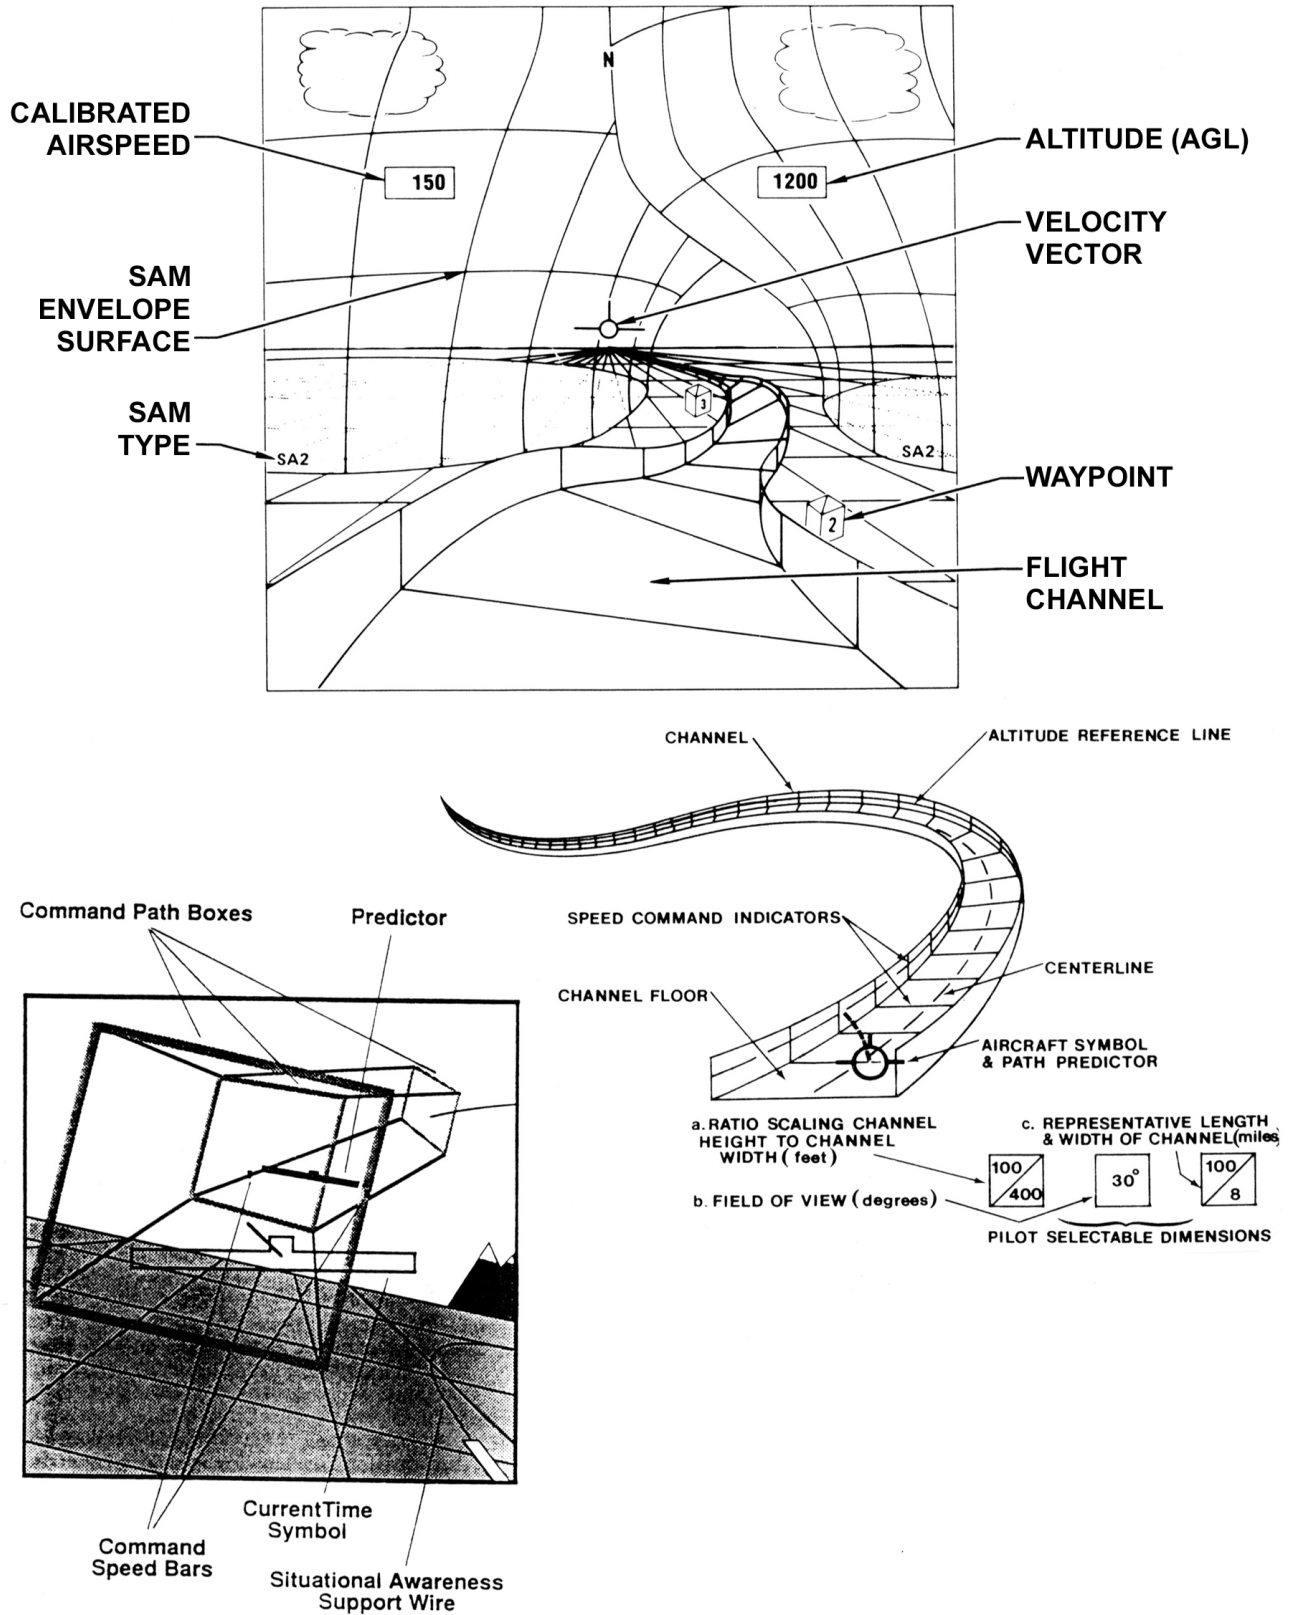 N
CALIBRATED
AIRSPEED
150
1200
ALTITUDE (AGL)
VELOCITY
VECTOR
SAM
ENVELOPE
SURFACE
3
SAM
TYPE
SA2
SA2
WAYPOINT
2
FLIGHT
CHANNEL
CHANNEL
ALTITUDE REFERENCE LINE
SPEED COMMAND INDICATORS
CENTERLINE
CHANNEL FLOOR
AIRCRAFT SYMBOL
& PATH PREDICTOR
a. RATIO SCALING CHANNEL
HEIGHT TO CHANNEL
WIDTH (feet)
c. REPRESENTATIVE LENGTH
& WIDTH OF CHANNEL (miles)
100/400
30°
100/8
b. FIELD OF VIEW (degrees)
PILOT SELECTABLE DIMENSIONS
Command Path Boxes
Predictor
CurrentTime
Symbol
Command
Speed Bars
Situational Awareness
Support Wire